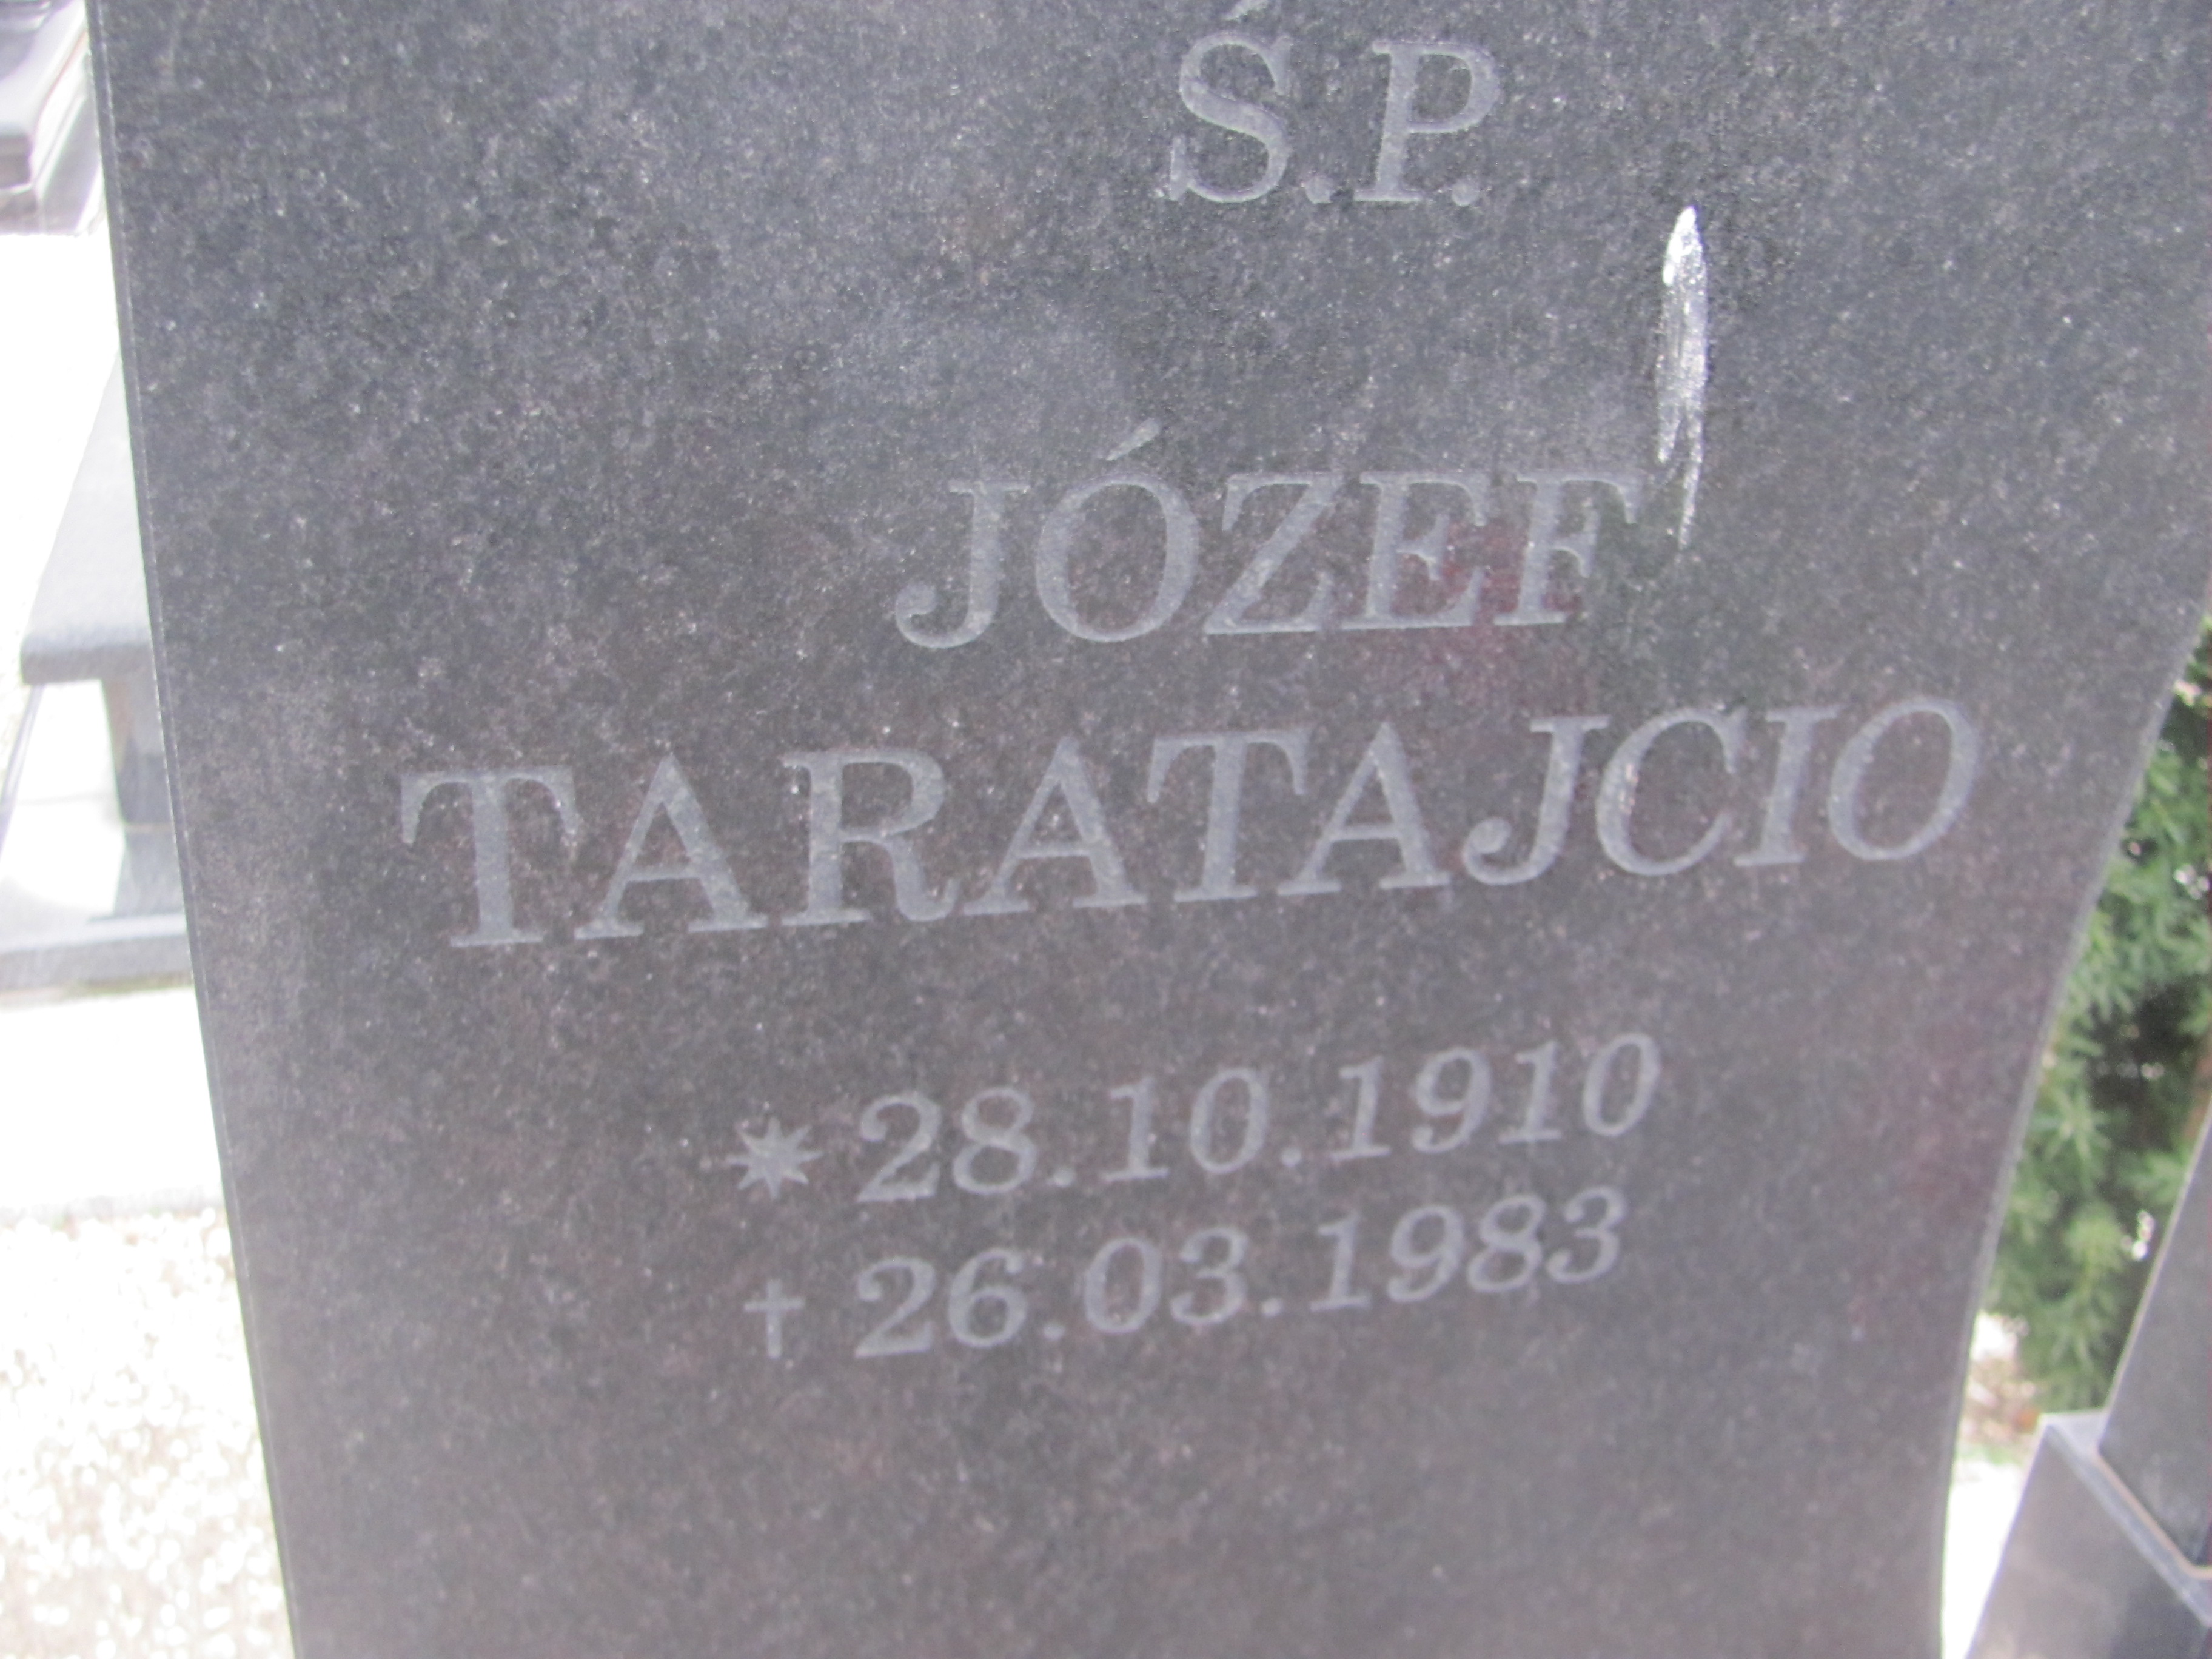 Ś.P.
JÓZEF
TARATAJCIO
* 28.10.1910
† 26.03.1983